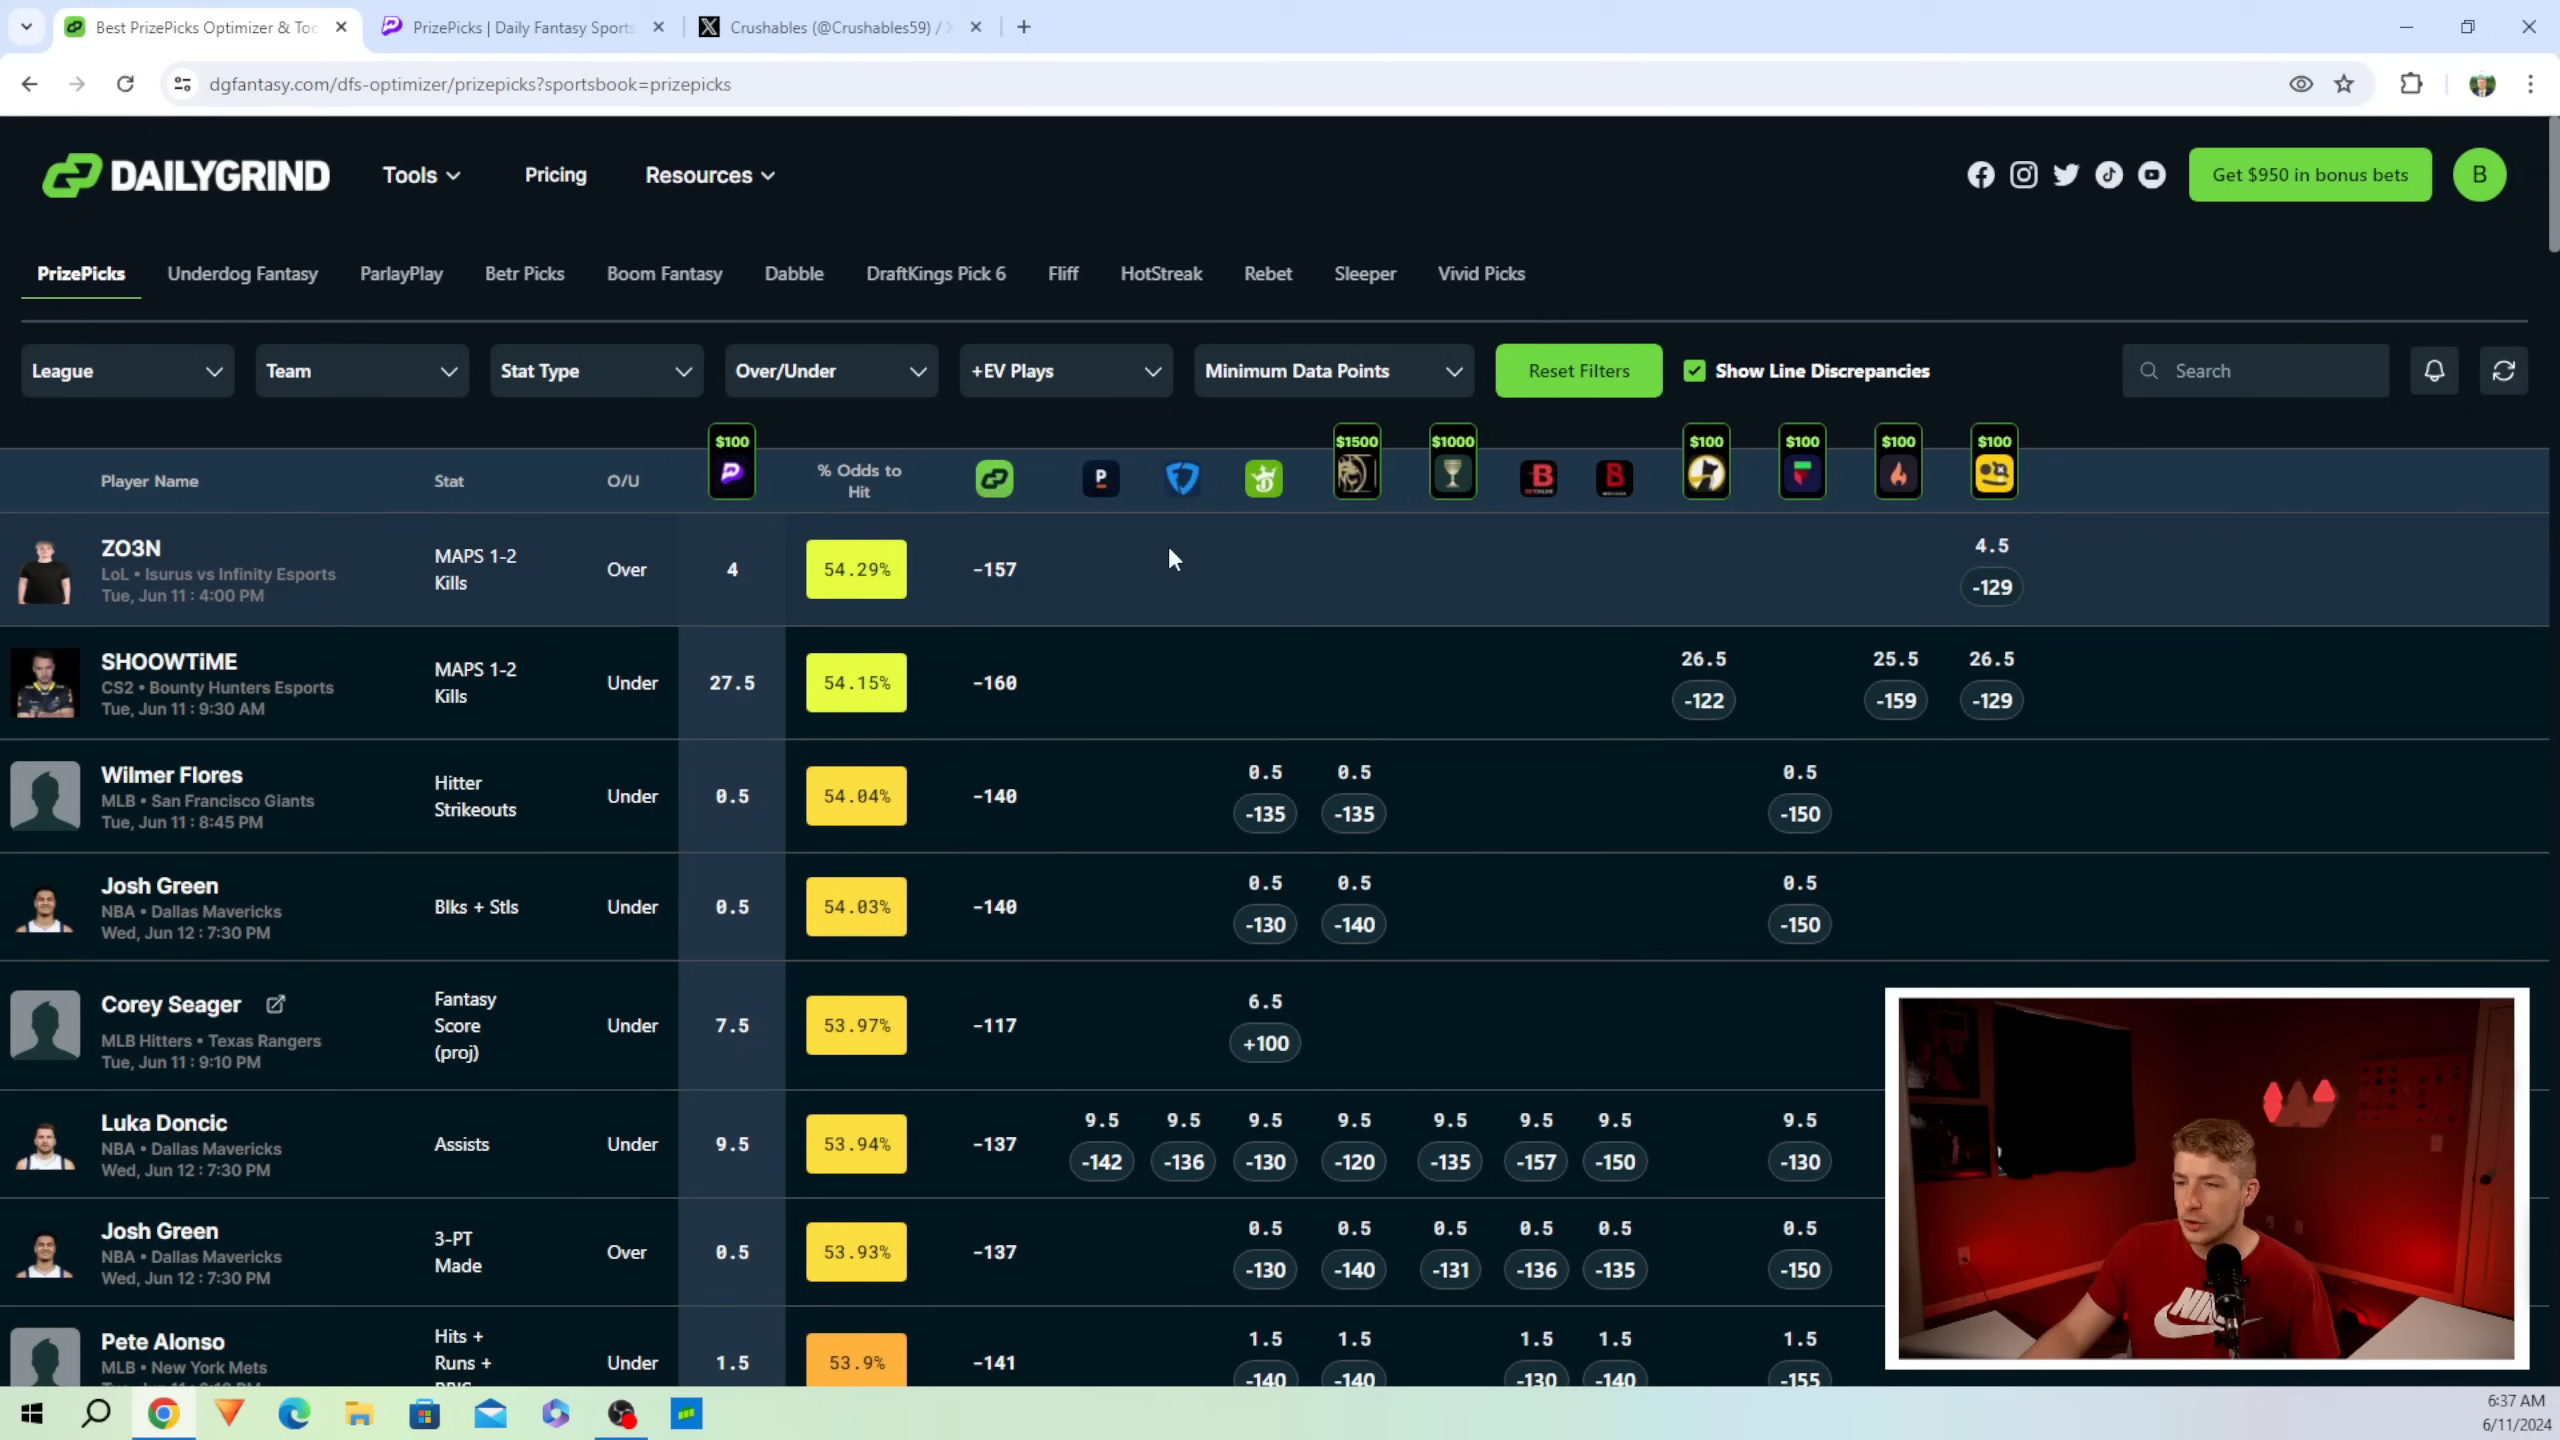 Best PrizePicks Optimizer & Too
PrizePicks | Daily Fantasy Sports
Crushables (@Crushables59) / X
dgfantasy.com/dfs-optimizer/prizepicks?sportsbook=prizepicks
DAILYGRIND
Tools
Pricing
Resources
Get $950 in bonus bets
B
PrizePicks
Underdog Fantasy
ParlayPlay
Betr Picks
Boom Fantasy
Dabble
DraftKings Pick 6
Fliff
HotStreak
Rebet
Sleeper
Vivid Picks
League
Team
Stat Type
Over/Under
+EV Plays
Minimum Data Points
Reset Filters
Show Line Discrepancies
Search
Player Name
Stat
O/U
$100
% Odds to
Hit
P
$1500
$1000
B
B
$100
$100
$100
$100
ZO3N
LoL • Isurus vs Infinity Esports
Tue, Jun 11 : 4:00 PM
MAPS 1-2
Kills
Over
4
54.29%
-157
4.5
-129
SHOOWTiME
CS2 • Bounty Hunters Esports
Tue, Jun 11 : 9:30 AM
MAPS 1-2
Kills
Under
27.5
54.15%
-160
26.5
-122
25.5
-159
26.5
-129
Wilmer Flores
MLB • San Francisco Giants
Tue, Jun 11 : 8:45 PM
Hitter
Strikeouts
Under
0.5
54.04%
-140
0.5
-135
0.5
-135
0.5
-150
Josh Green
NBA • Dallas Mavericks
Wed, Jun 12 : 7:30 PM
Blks + Stls
Under
0.5
54.03%
-140
0.5
-130
0.5
-140
0.5
-150
Corey Seager
MLB Hitters • Texas Rangers
Tue, Jun 11 : 9:10 PM
Fantasy
Score
(proj)
Under
7.5
53.97%
-117
6.5
+100
Luka Doncic
NBA • Dallas Mavericks
Wed, Jun 12 : 7:30 PM
Assists
Under
9.5
53.94%
-137
9.5
-142
9.5
-136
9.5
-130
9.5
-120
9.5
-135
9.5
-157
9.5
-150
9.5
-130
Josh Green
NBA • Dallas Mavericks
Wed, Jun 12 : 7:30 PM
3-PT
Made
Over
0.5
53.93%
-137
0.5
-130
0.5
-140
0.5
-131
0.5
-136
0.5
-135
0.5
-150
Pete Alonso
MLB • New York Mets
Hits +
Runs +
Under
1.5
53.9%
-141
1.5
-140
1.5
-140
1.5
-130
1.5
-140
1.5
-155
NIKE
6:37 AM
6/11/2024